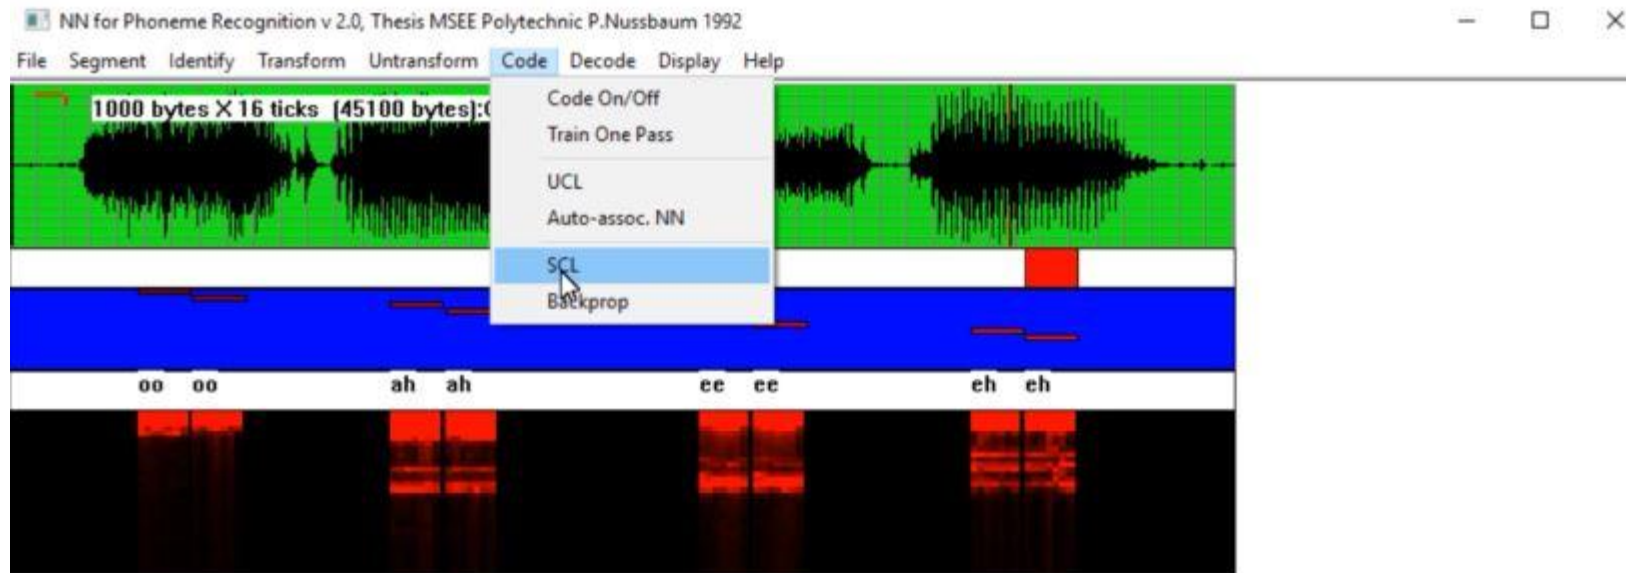 NN for Phoneme Recognition v 2.0, Thesis MSEE Polytechnic P.Nussbaum 1992
File Segment Identify Transform Untransform Code Decode Display Help
1000 bytes X 16 ticks (45100 bytes):
Code On/Off
Train One Pass
UCL
Auto-assoc. NN
SCL
Backprop
oo oo ah ah ee ee eh eh